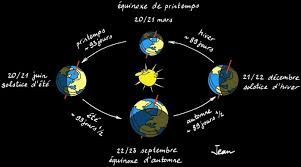 équinoxe de printemps
20/21 mars
printemps
≈ 93 jours
hiver
≈ 89 jours
20/21 juin
solstice d'été
21/22 décembre
solstice d'hiver
été
≈ 93 jours 1/2
automne
≈ 89 jours 1/2
22/23 septembre
équinoxe d'automne
Jean